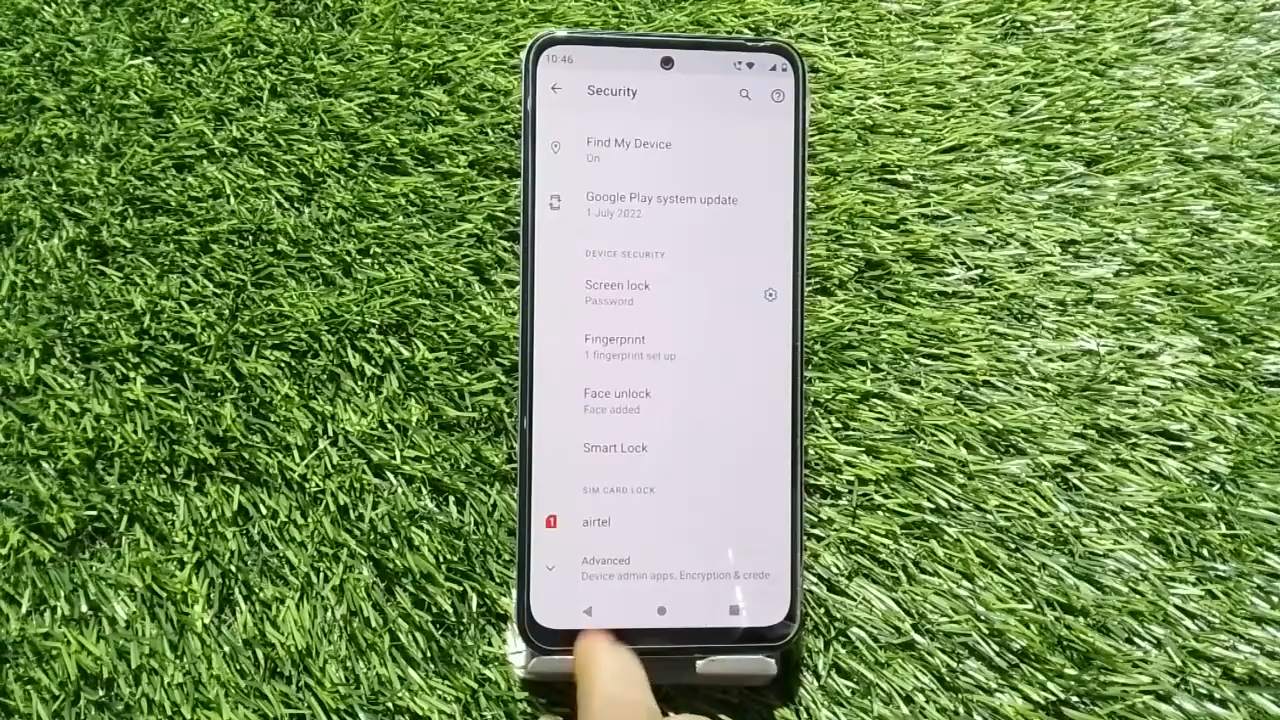 10:46
Security
Find My Device
On
Google Play system update
1 July 2022
DEVICE SECURITY
Screen lock
Password
Fingerprint
1 fingerprint set up
Face unlock
Face added
Smart Lock
SIM CARD LOCK
1 airtel
Advanced
Device admin apps, Encryption & crede